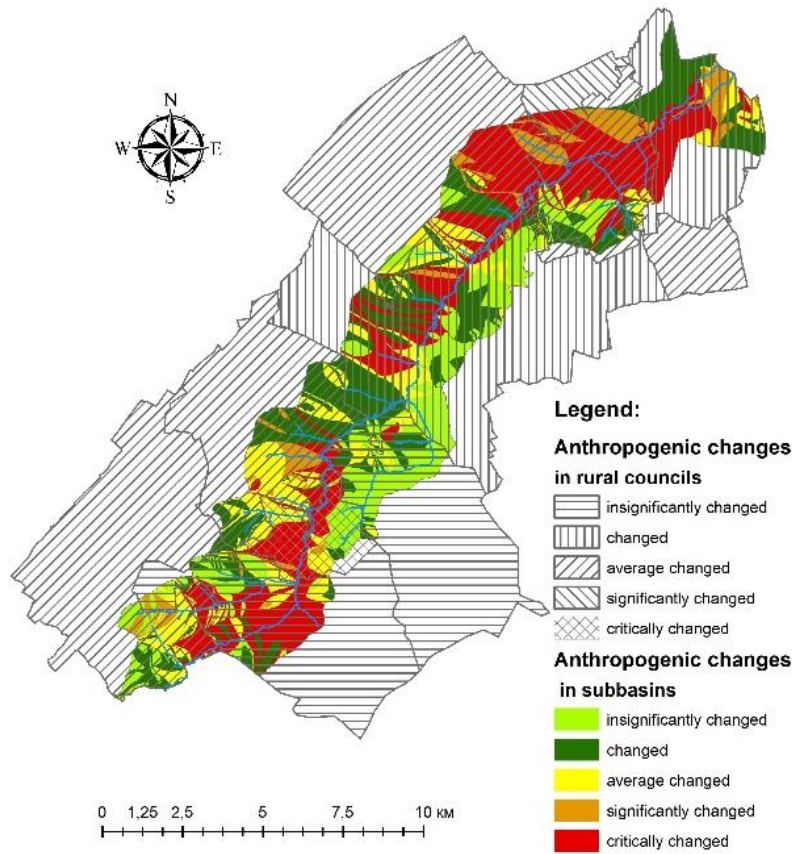 N
W E
S
Legend:
Anthropogenic changes
in rural councils
insignificantly changed
changed
average changed
significantly changed
critically changed
Anthropogenic changes
in subbasins
insignificantly changed
changed
average changed
significantly changed
critically changed
0 1,25 2,5 5 7,5 10 км